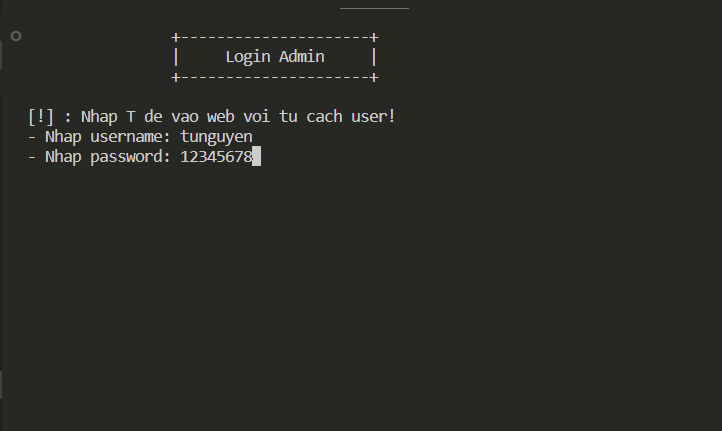 +---------------------+
|     Login Admin     |
+---------------------+
[!] : Nhap T de vao web voi tu cach user!
- Nhap username: tunguyen
- Nhap password: 12345678